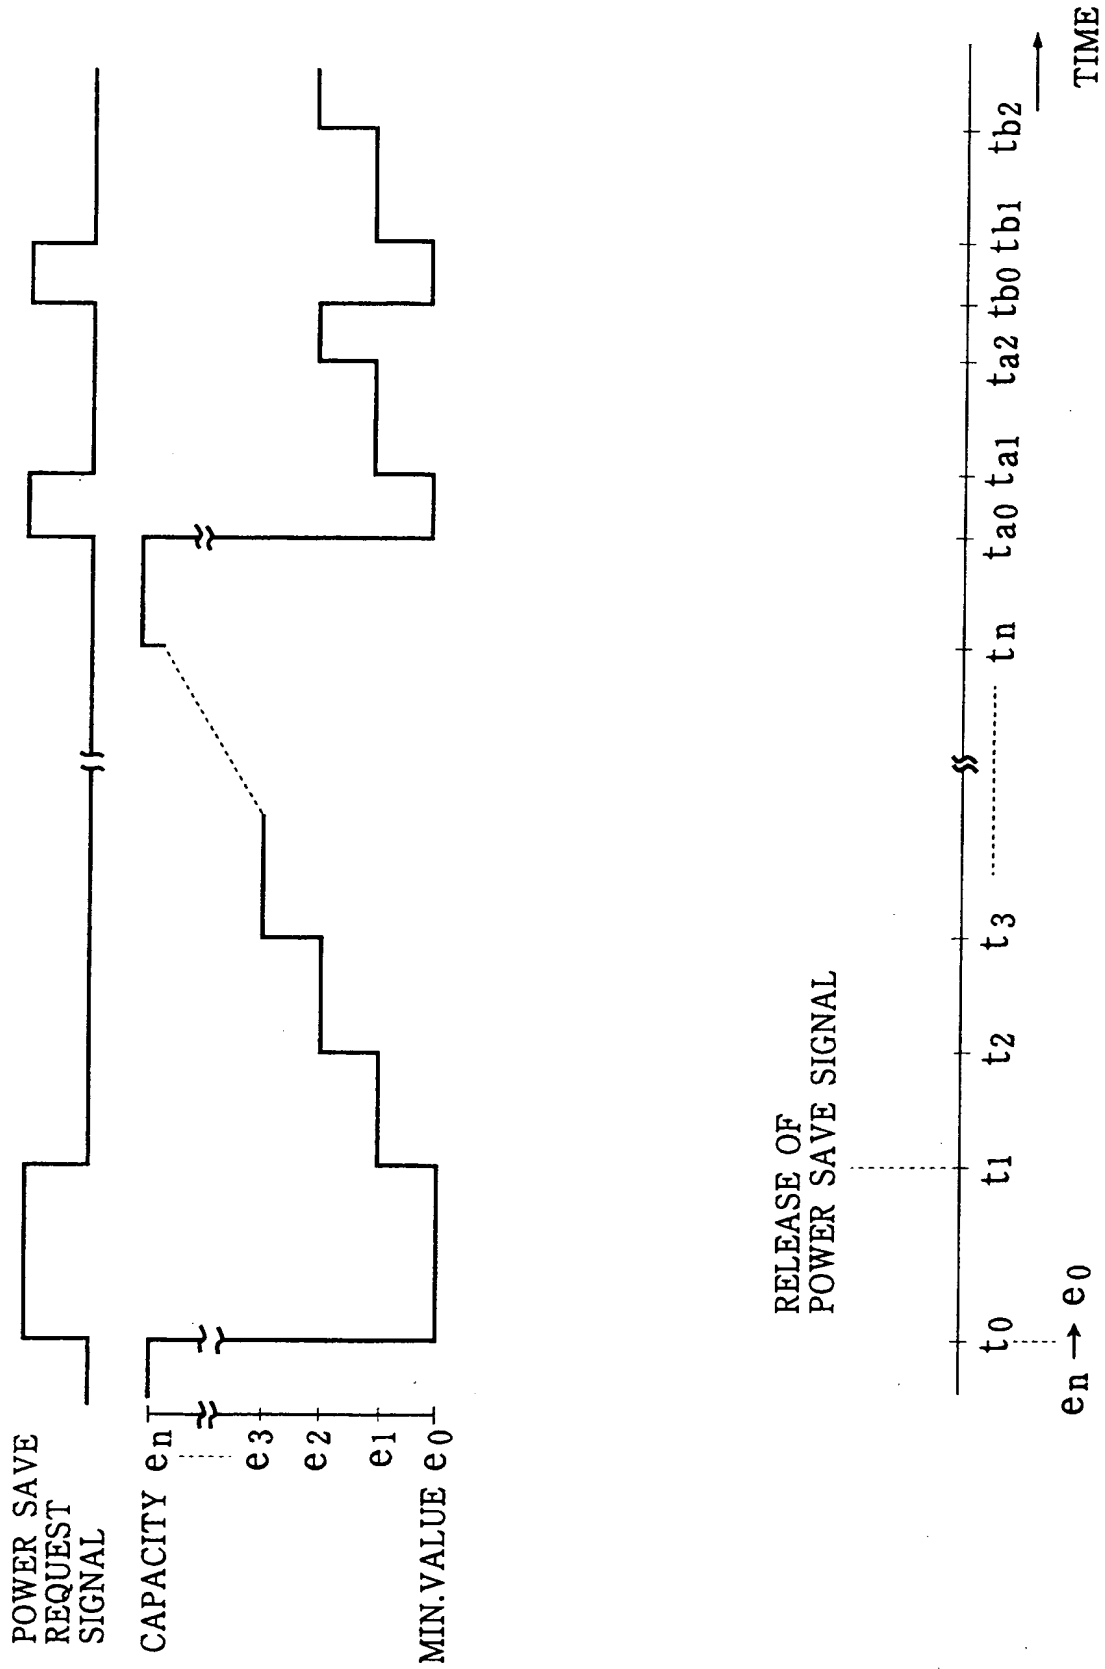 POWER SAVE
REQUEST
SIGNAL
CAPACITY en
e3
e2
e1
MIN.VALUE e0
RELEASE OF
POWER SAVE SIGNAL
t0 t1 t2 t3 tn ta0 ta1 ta2 tb0 tb1 tb2
en → e0
TIME